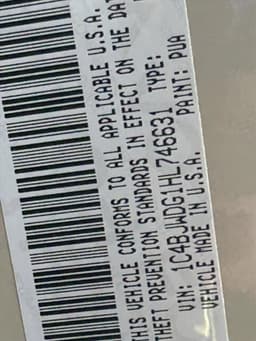 THIS VEHICLE CONFORMS TO ALL APPLICABLE U.S.A.
THEFT PREVENTION STANDARDS IN EFFECT ON THE DAT
VIN: 1C4BJWDG1HL746631 TYPE:
VEHICLE MADE IN U.S.A. PAINT: PUA